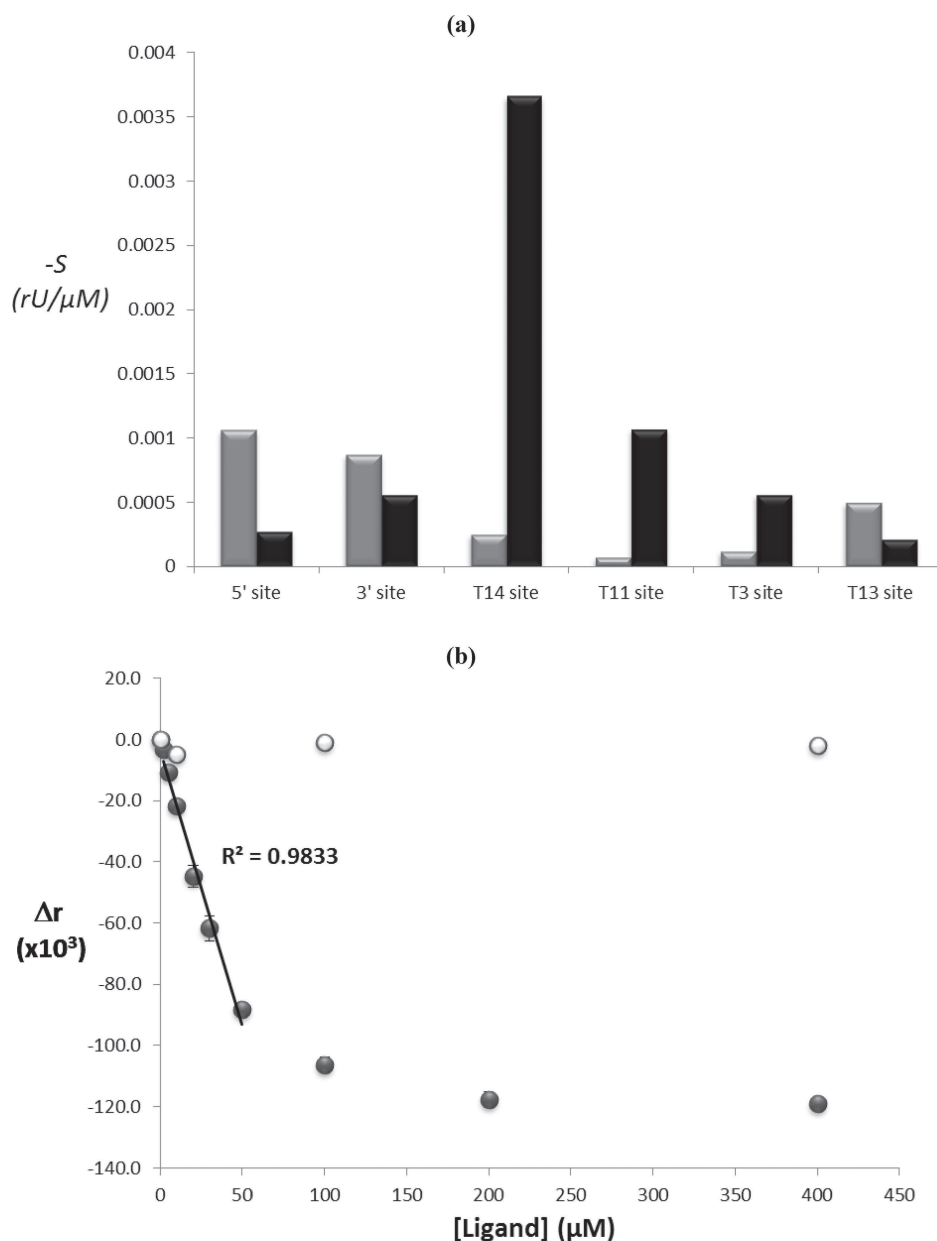 (a)
0.004
0.0035
0.003
0.0025
0.002
0.0015
0.001
0.0005
0
-S
(rU/μM)
5' site 3' site T14 site T11 site T3 site T13 site
(b)
20.0
0.0
-20.0
-40.0
-60.0
-80.0
-100.0
-120.0
-140.0
R² = 0.9833
Δr
(x10³)
0 50 100 150 200 250 300 350 400 450
[Ligand] (μM)